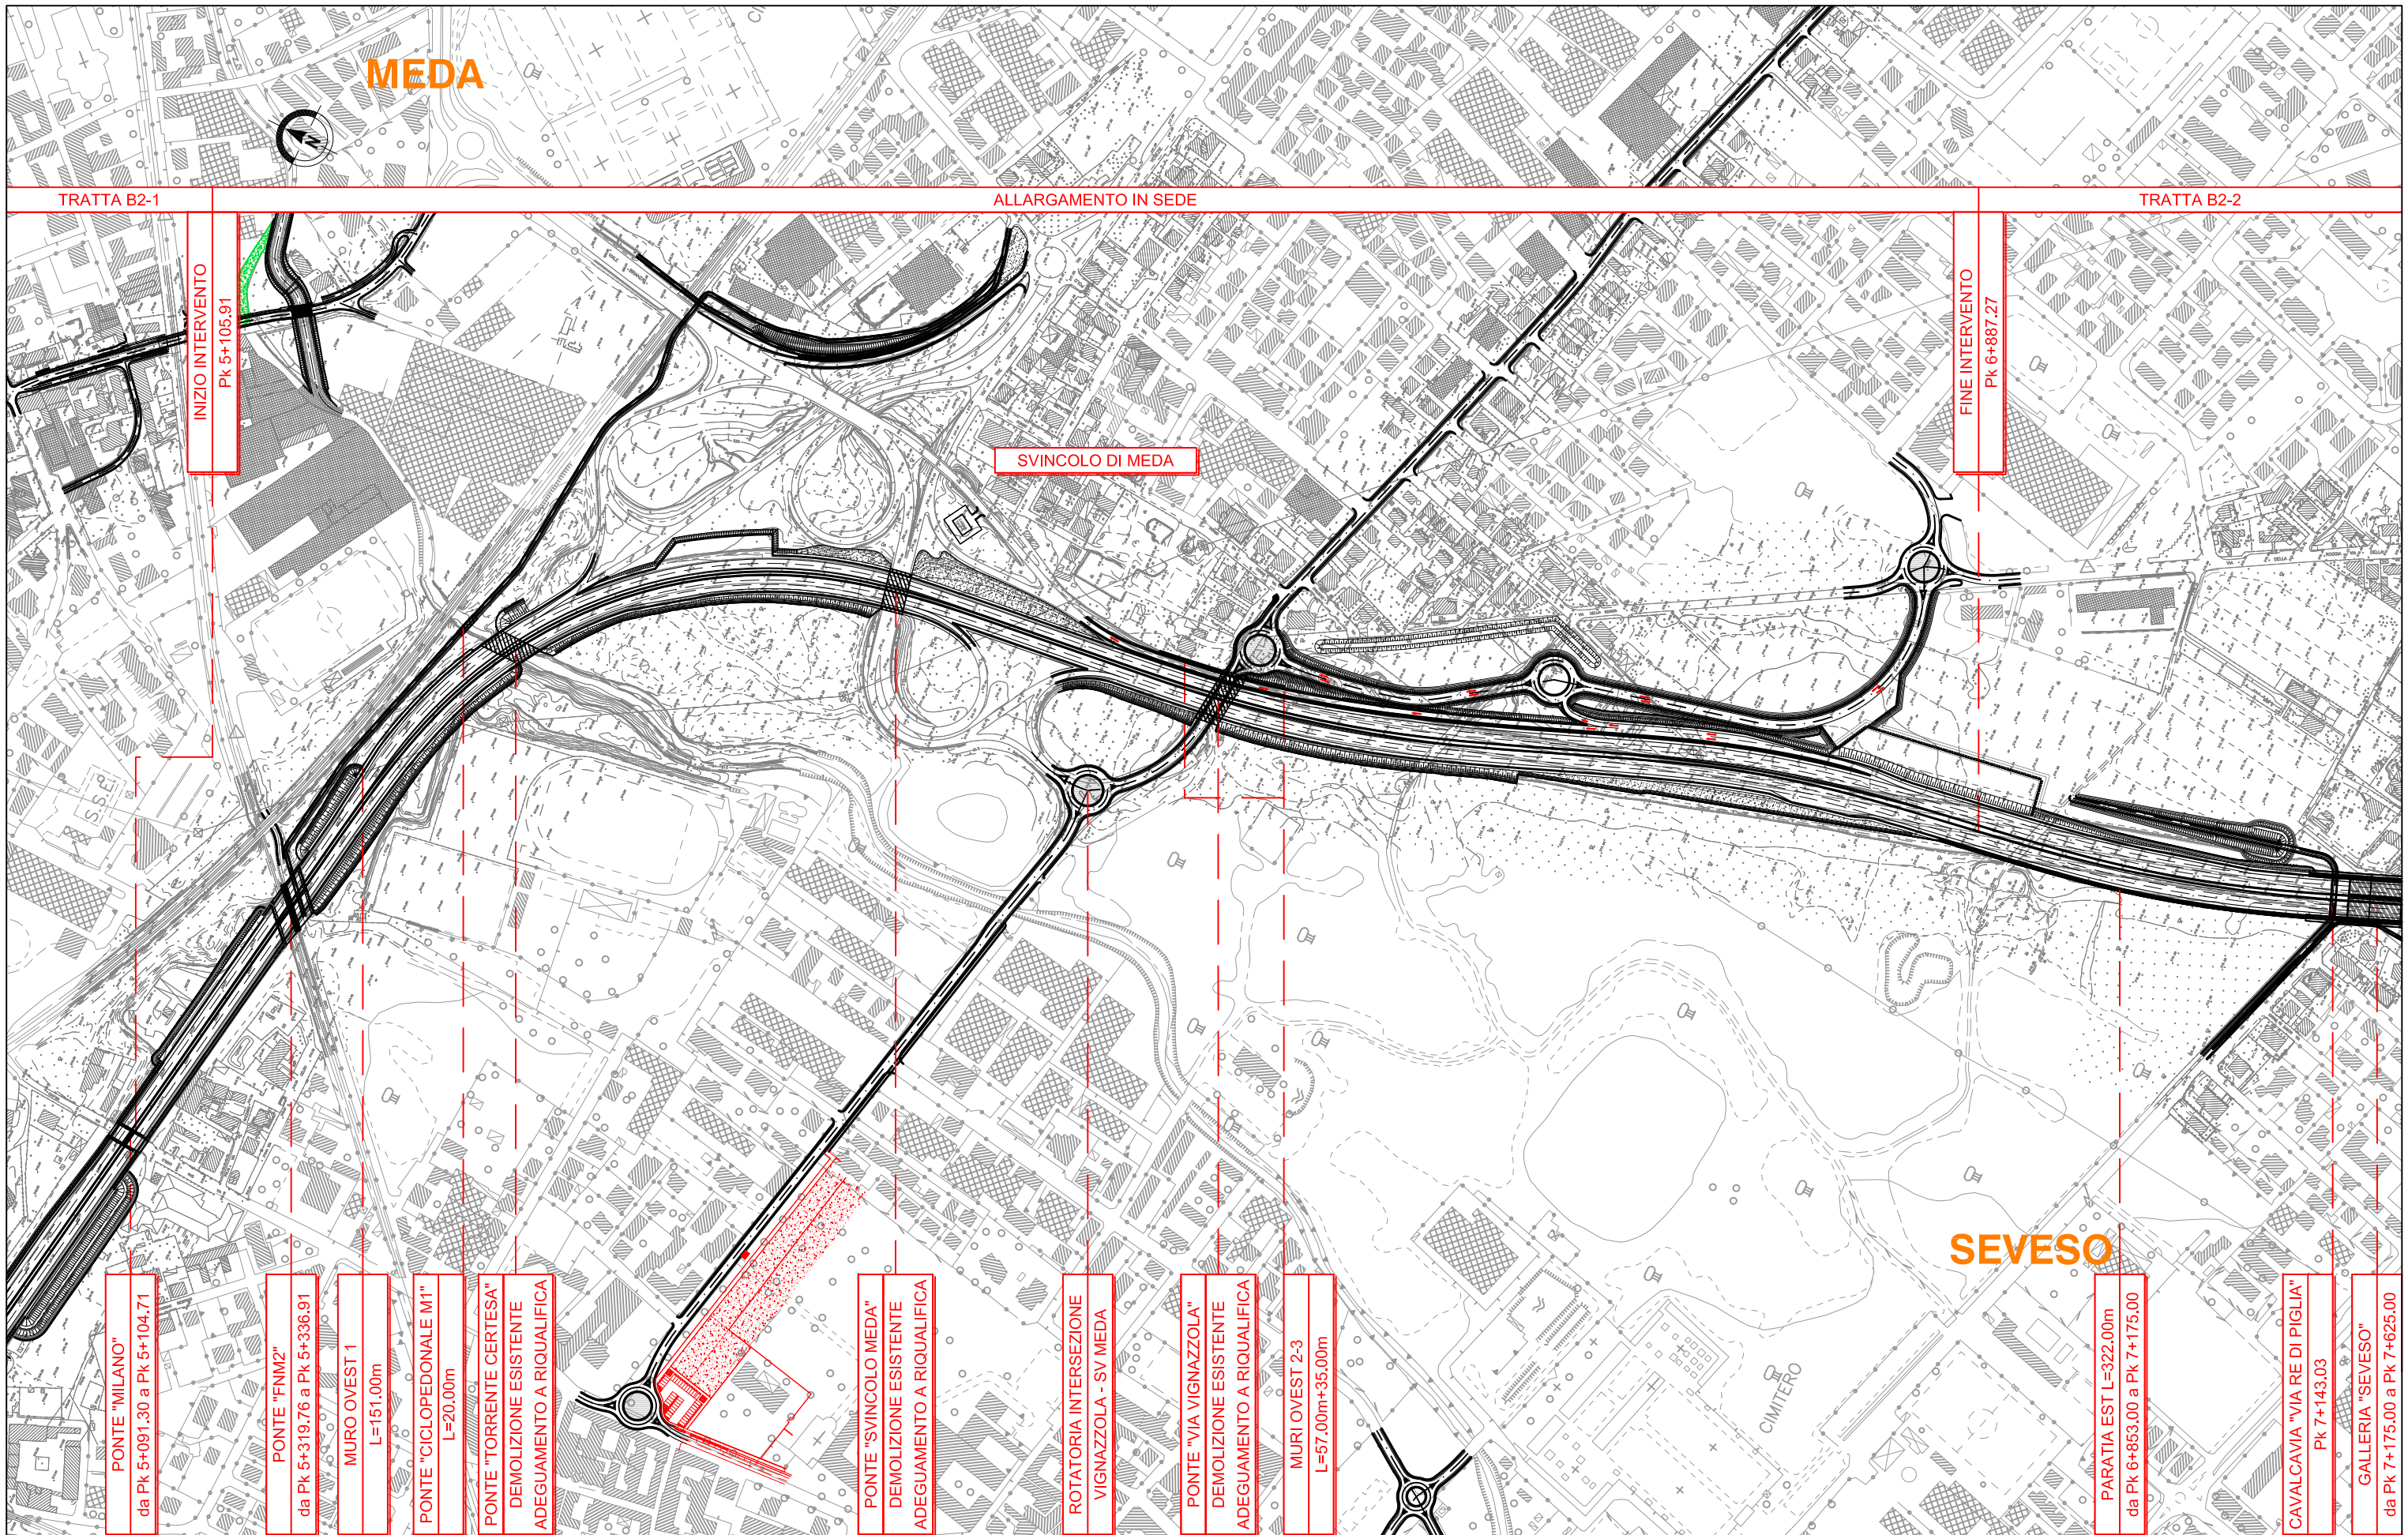 MEDA
N
TRATTA B2-1
ALLARGAMENTO IN SEDE
TRATTA B2-2
INIZIO INTERVENTO
Pk 5+105,91
FINE INTERVENTO
Pk 6+887.27
SVINCOLO DI MEDA
S.S.E.
SEVESO
CIMITERO
PONTE "MILANO"
da Pk 5+091.30 a Pk 5+104.71
PONTE "FNM2"
da Pk 5+319.76 a Pk 5+336.91
MURO OVEST 1
L=151.00m
PONTE "CICLOPEDONALE M1"
L=20.00m
PONTE "TORRENTE CERTESA"
DEMOLIZIONE ESISTENTE
ADEGUAMENTO A RIQUALIFICA
PONTE "SVINCOLO MEDA"
DEMOLIZIONE ESISTENTE
ADEGUAMENTO A RIQUALIFICA
ROTATORIA INTERSEZIONE
VIGNAZZOLA - SV MEDA
PONTE "VIA VIGNAZZOLA"
DEMOLIZIONE ESISTENTE
ADEGUAMENTO A RIQUALIFICA
MURI OVEST 2-3
L=57.00m+35.00m
PARATIA EST L=322.00m
da Pk 6+853.00 a Pk 7+175.00
CAVALCAVIA "VIA RE DI PIGLIA"
Pk 7+143,03
GALLERIA "SEVESO"
da Pk 7+175.00 a Pk 7+625.00